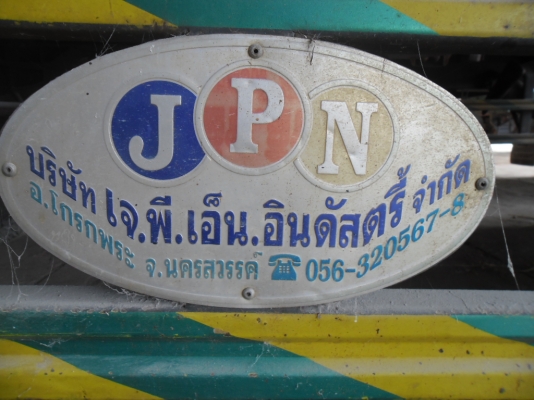 JPN
บริษัท เจ.พี.เอ็น.อินดัสตรี้ จำกัด
อ.โกรกพระ จ.นครสวรรค์ ☎ 056-320567-8